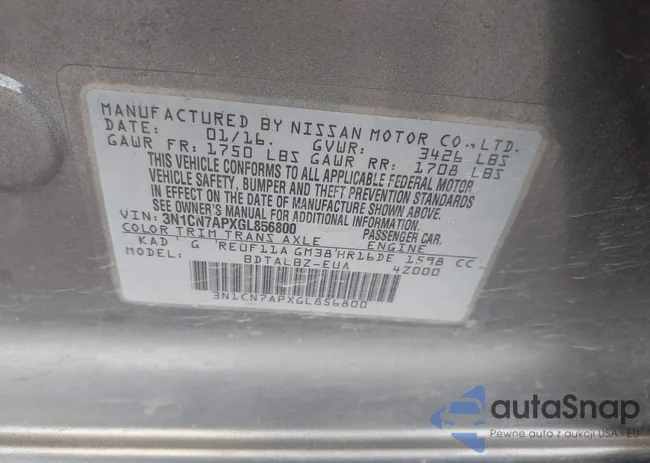 MANUFACTURED BY NISSAN MOTOR CO.,LTD.
DATE: 01/16. GVWR: 3426 LBS
GAWR FR: 1750 LBS GAWR RR: 1708 LBS
THIS VEHICLE CONFORMS TO ALL APPLICABLE FEDERAL MOTOR
VEHICLE SAFETY, BUMPER AND THEFT PREVENTION STANDARDS
IN EFFECT ON THE DATE OF MANUFACTURE SHOWN ABOVE.
SEE OWNER'S MANUAL FOR ADDITIONAL INFORMATION
VIN: 3N1CN7APXGL856800 PASSENGER CAR.
COLOR TRIM TRANS AXLE ENGINE
KAD G RE0F11A GM38 HR16DE 1598 CC
MODEL: BDTALBZ-EUA 4Z000
3N1CN7APXGL856800
autoSnap
Pewne auta z aukcji USA i EU